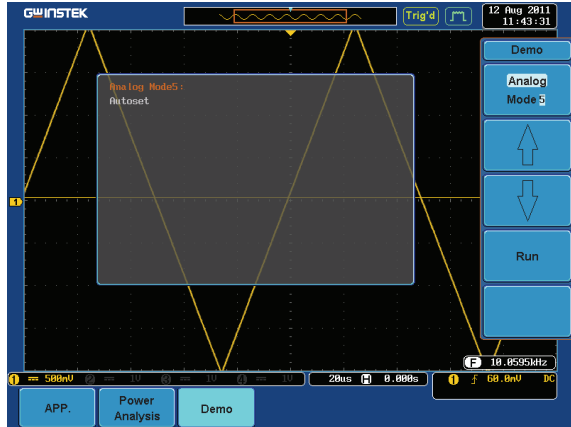 GWINSTEK
Trig'd
12 Aug 2011
11:43:31
Demo
Analog
Mode 5
Analog Mode5:
Autoset
1
Run
F 10.0595kHz
1 500mV 2 1V 3 1V 4 1V
20us H 0.000s
1 60.0mV DC
APP.
Power
Analysis
Demo